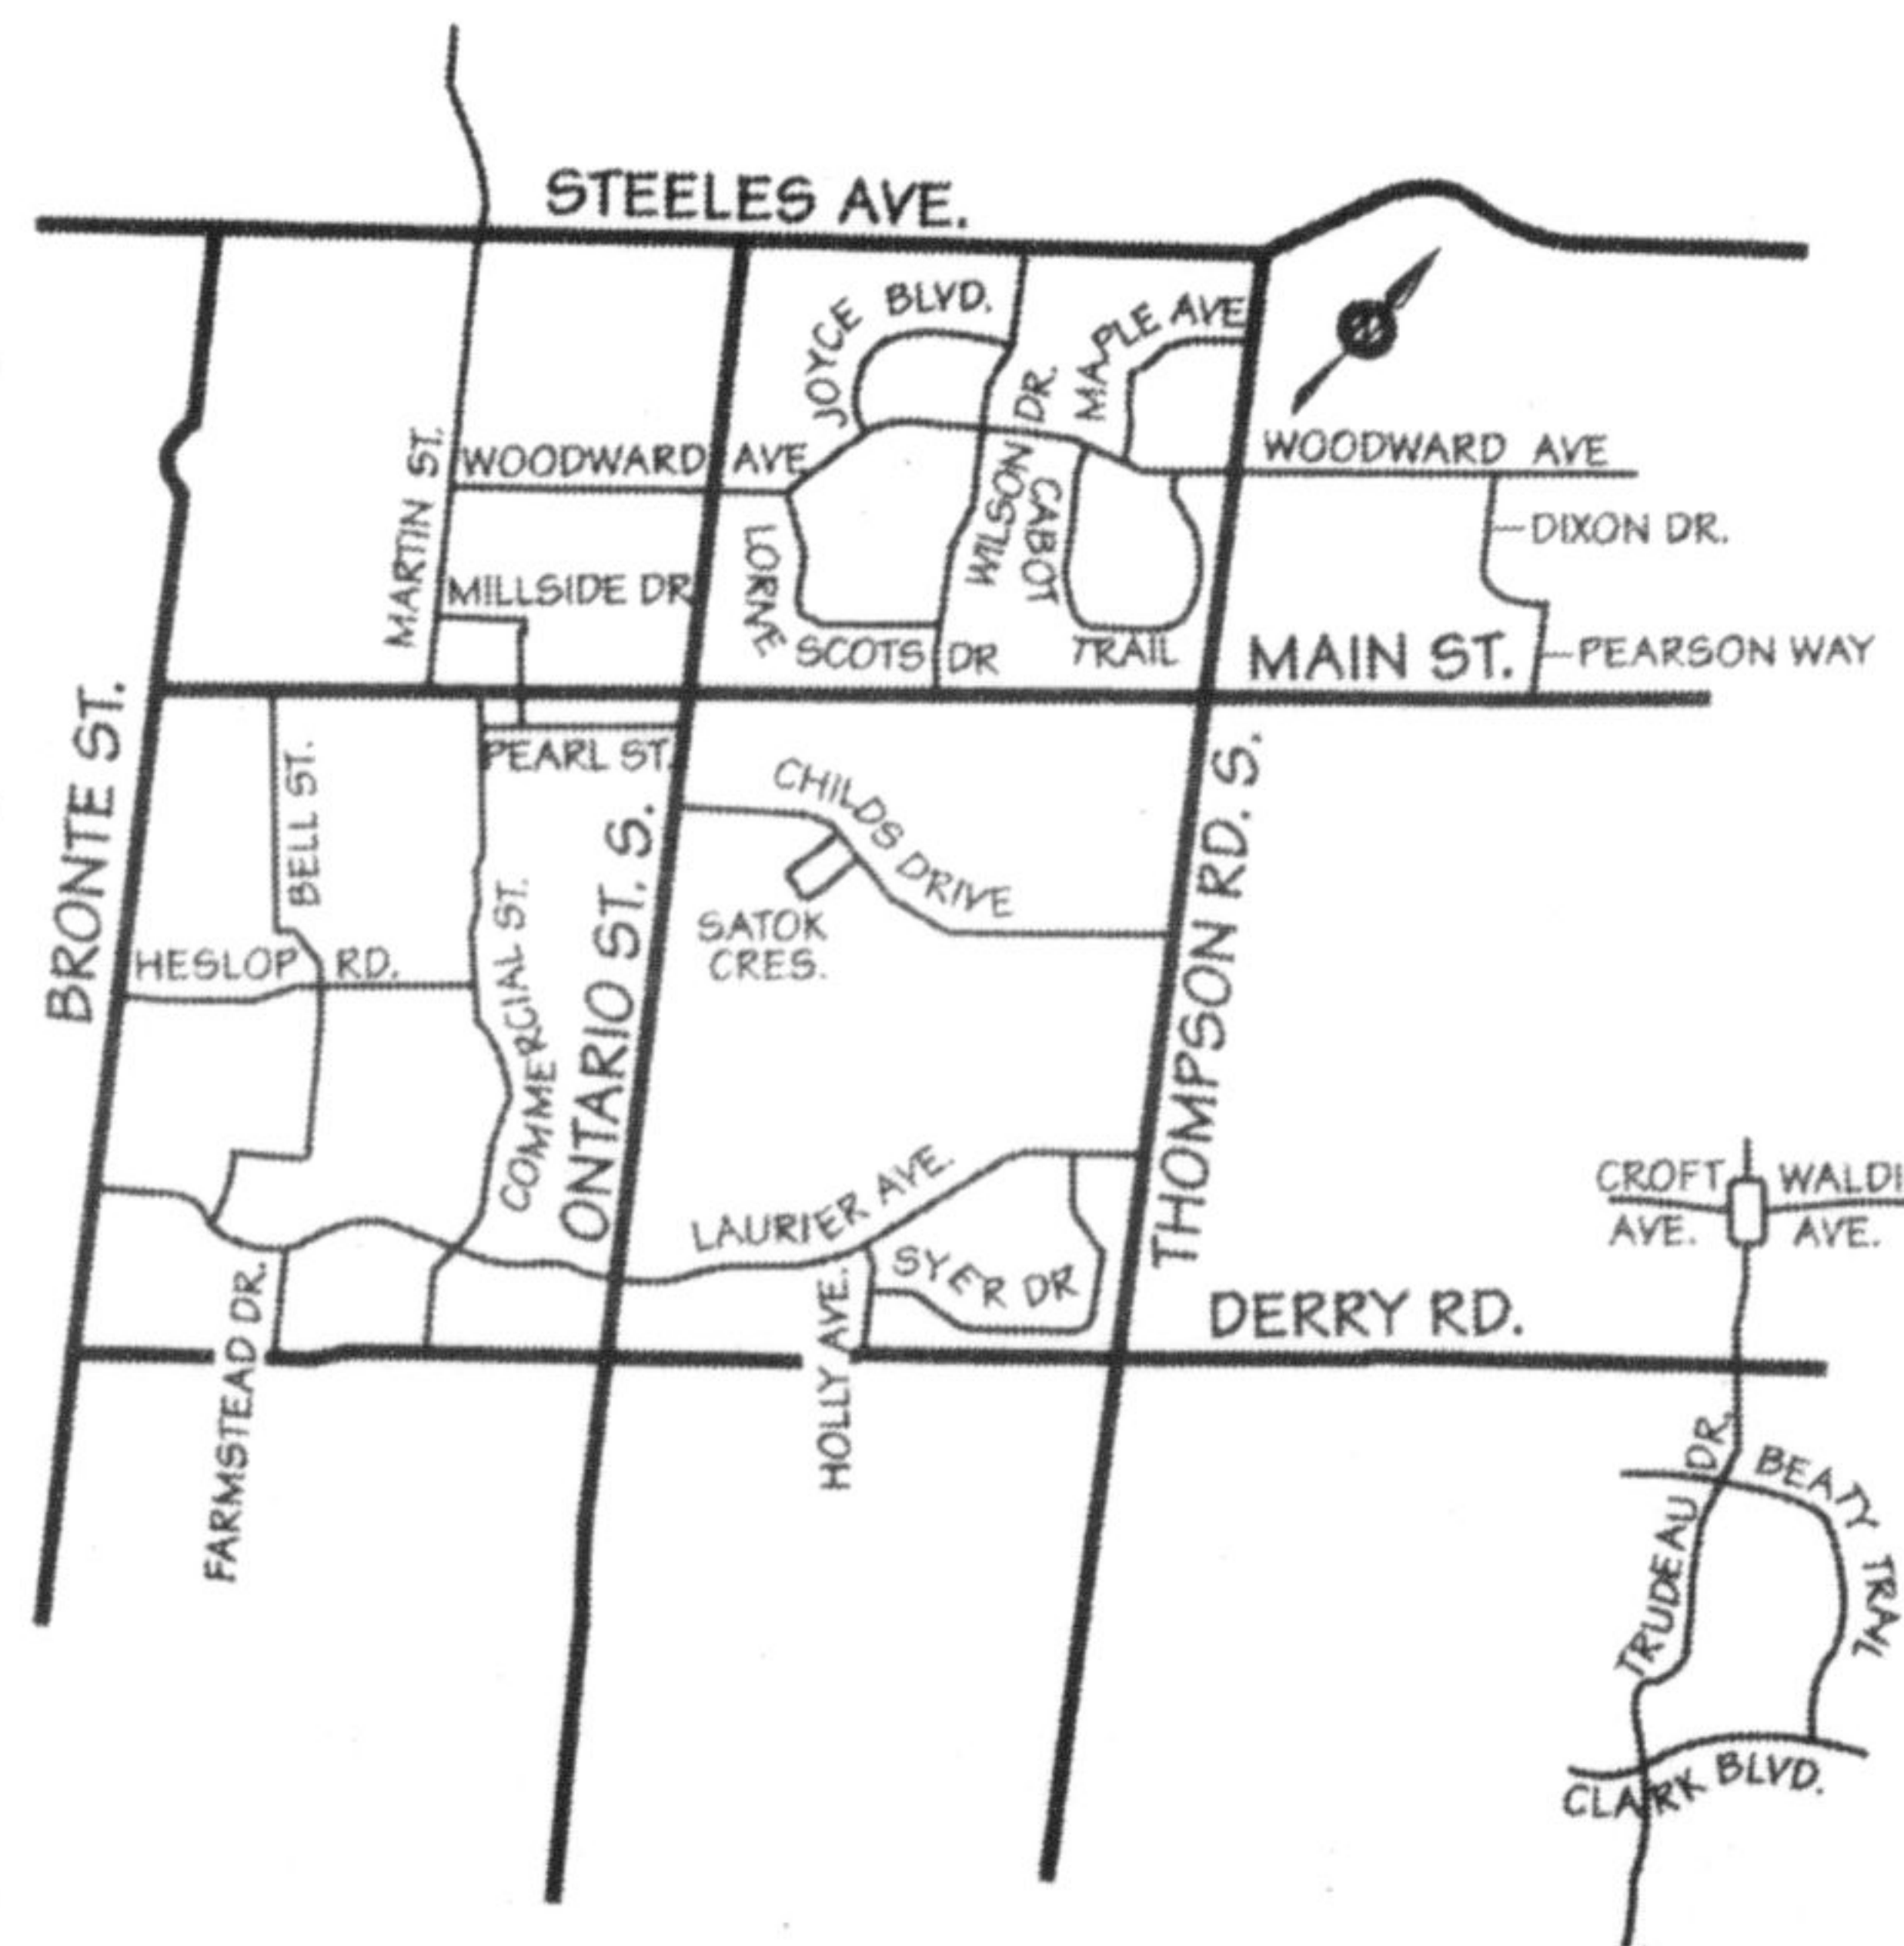 STEELES AVE.
JOYCE BLVD.
MAPLE AVE
WILSON DR.
MARTIN ST.
WOODWARD AVE
WOODWARD AVE
CABOT TRAIL
DIXON DR.
LORNE
SCOTS DR
MILLSIDE DR
MAIN ST.
PEARSON WAY
BRONTE ST.
BELL ST.
PEARL ST.
CHILDS DRIVE
THOMPSON RD. S.
ONTARIO ST. S.
COMMERCIAL ST.
SATOK
CRES.
HESLOP RD.
LAURIER AVE.
SYER DR
CROFT
AVE.
WALDI
AVE.
FARMSTEAD DR.
HOLLY AVE.
DERRY RD.
TRUDEAU DR.
BEATY TRAIL
CLARK BLVD.